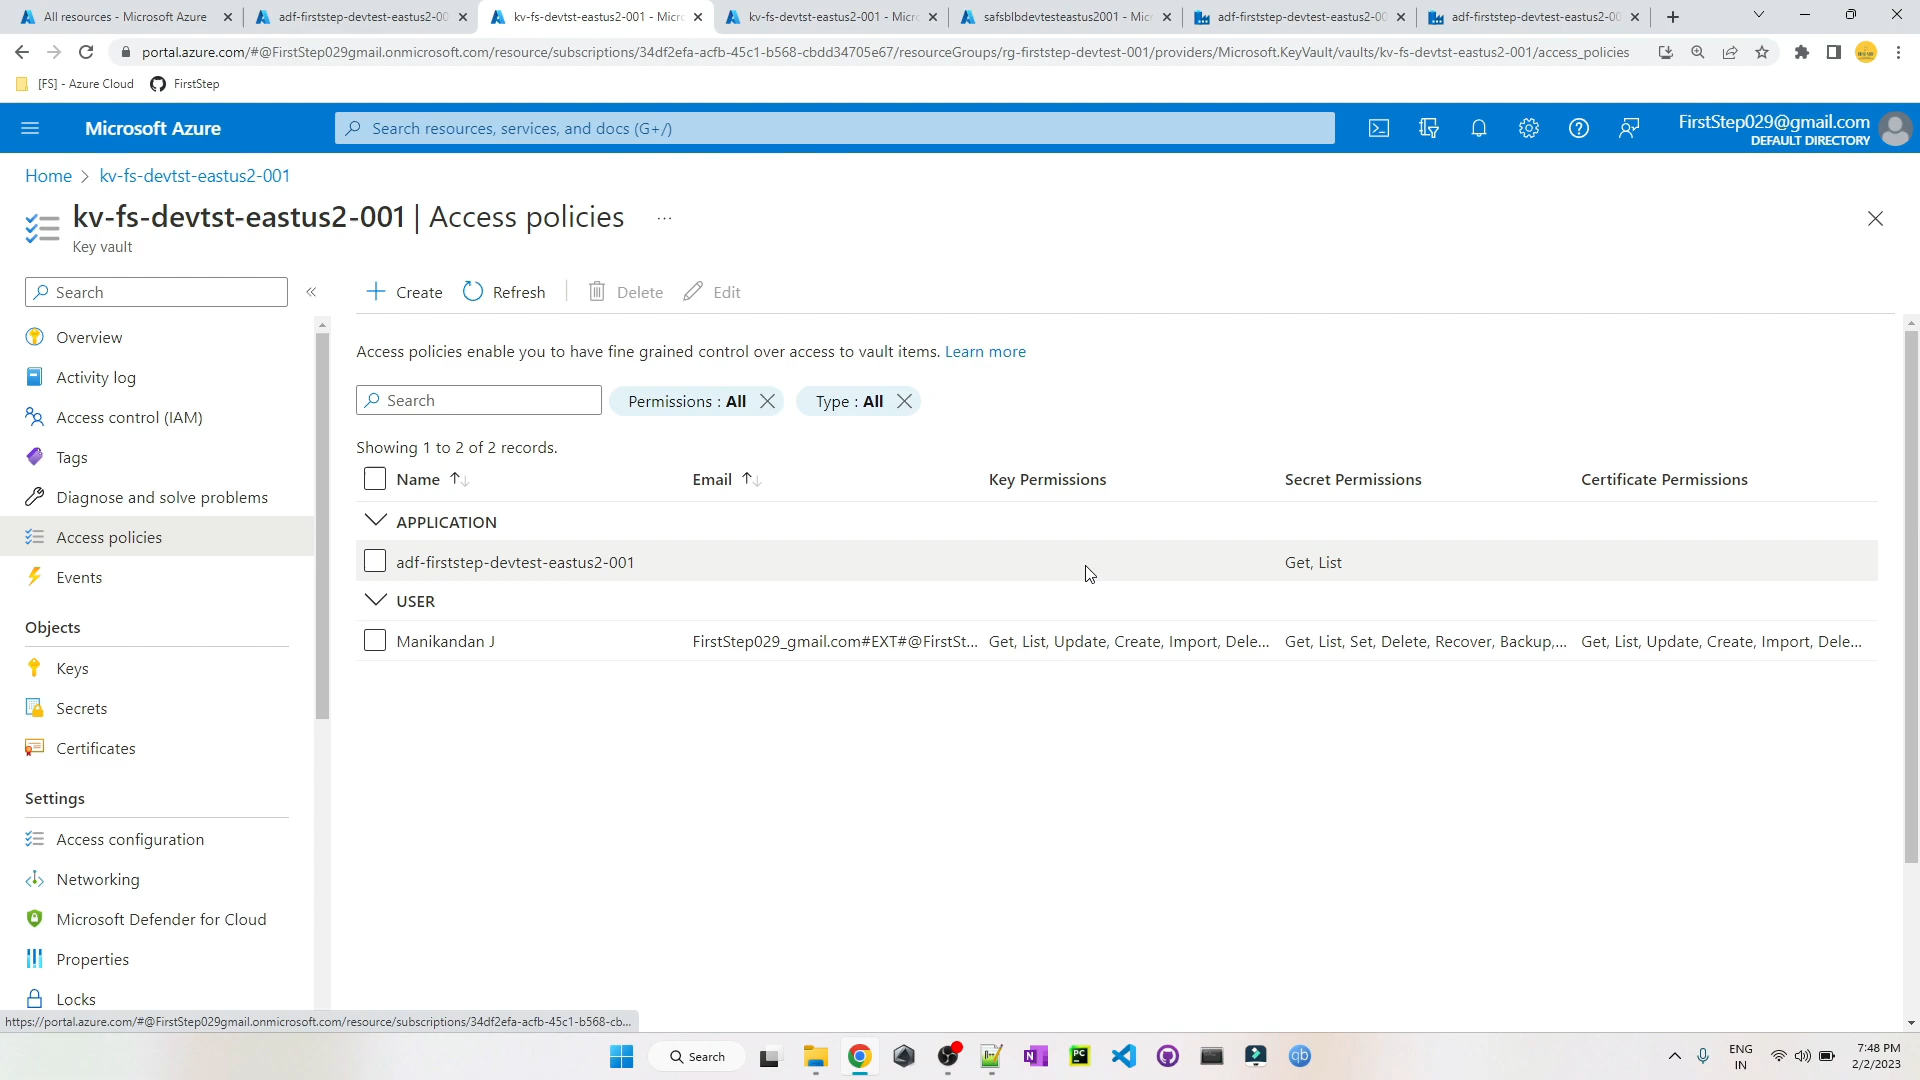 All resources - Microsoft Azure
adf-firststep-devtest-eastus2-00
kv-fs-devtst-eastus2-001 - Micro
kv-fs-devtst-eastus2-001 - Micro
safsblbdevtesteastus2001 - Mic
adf-firststep-devtest-eastus2-00
adf-firststep-devtest-eastus2-00
portal.azure.com/#@FirstStep029gmail.onmicrosoft.com/resource/subscriptions/34df2efa-acfb-45c1-b568-cbdd34705e67/resourceGroups/rg-firststep-devtest-001/providers/Microsoft.KeyVault/vaults/kv-fs-devtst-eastus2-001/access_policies
[FS] - Azure Cloud
FirstStep
Microsoft Azure
Search resources, services, and docs (G+/)
FirstStep029@gmail.com
DEFAULT DIRECTORY
Home > kv-fs-devtst-eastus2-001
kv-fs-devtst-eastus2-001 | Access policies ...
Key vault
Search
«
Create
Refresh
Delete
Edit
Overview
Activity log
Access control (IAM)
Tags
Diagnose and solve problems
Access policies
Events
Objects
Keys
Secrets
Certificates
Settings
Access configuration
Networking
Microsoft Defender for Cloud
Properties
Locks
Access policies enable you to have fine grained control over access to vault items. Learn more
Search
Permissions : All
Type : All
Showing 1 to 2 of 2 records.
Name Email Key Permissions Secret Permissions Certificate Permissions
APPLICATION
adf-firststep-devtest-eastus2-001 Get, List
USER
Manikandan J FirstStep029_gmail.com#EXT#@FirstSt... Get, List, Update, Create, Import, Dele... Get, List, Set, Delete, Recover, Backup,... Get, List, Update, Create, Import, Dele...
https://portal.azure.com/#@FirstStep029gmail.onmicrosoft.com/resource/subscriptions/34df2efa-acfb-45c1-b568-cb...
Search
PC
qb
ENG
IN
7:48 PM
2/2/2023